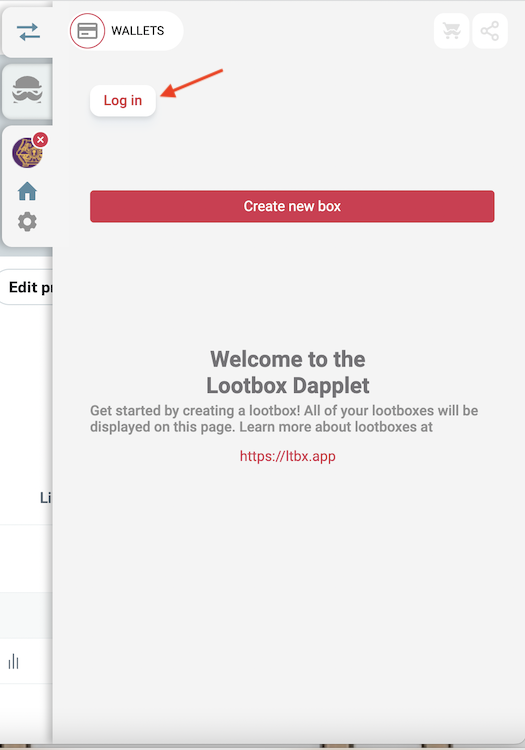 WALLETS
Log in
Create new box
Edit
Welcome to the
Lootbox Dapplet
Get started by creating a lootbox! All of your lootboxes will be
displayed on this page. Learn more about lootboxes at
https://ltbx.app
Li